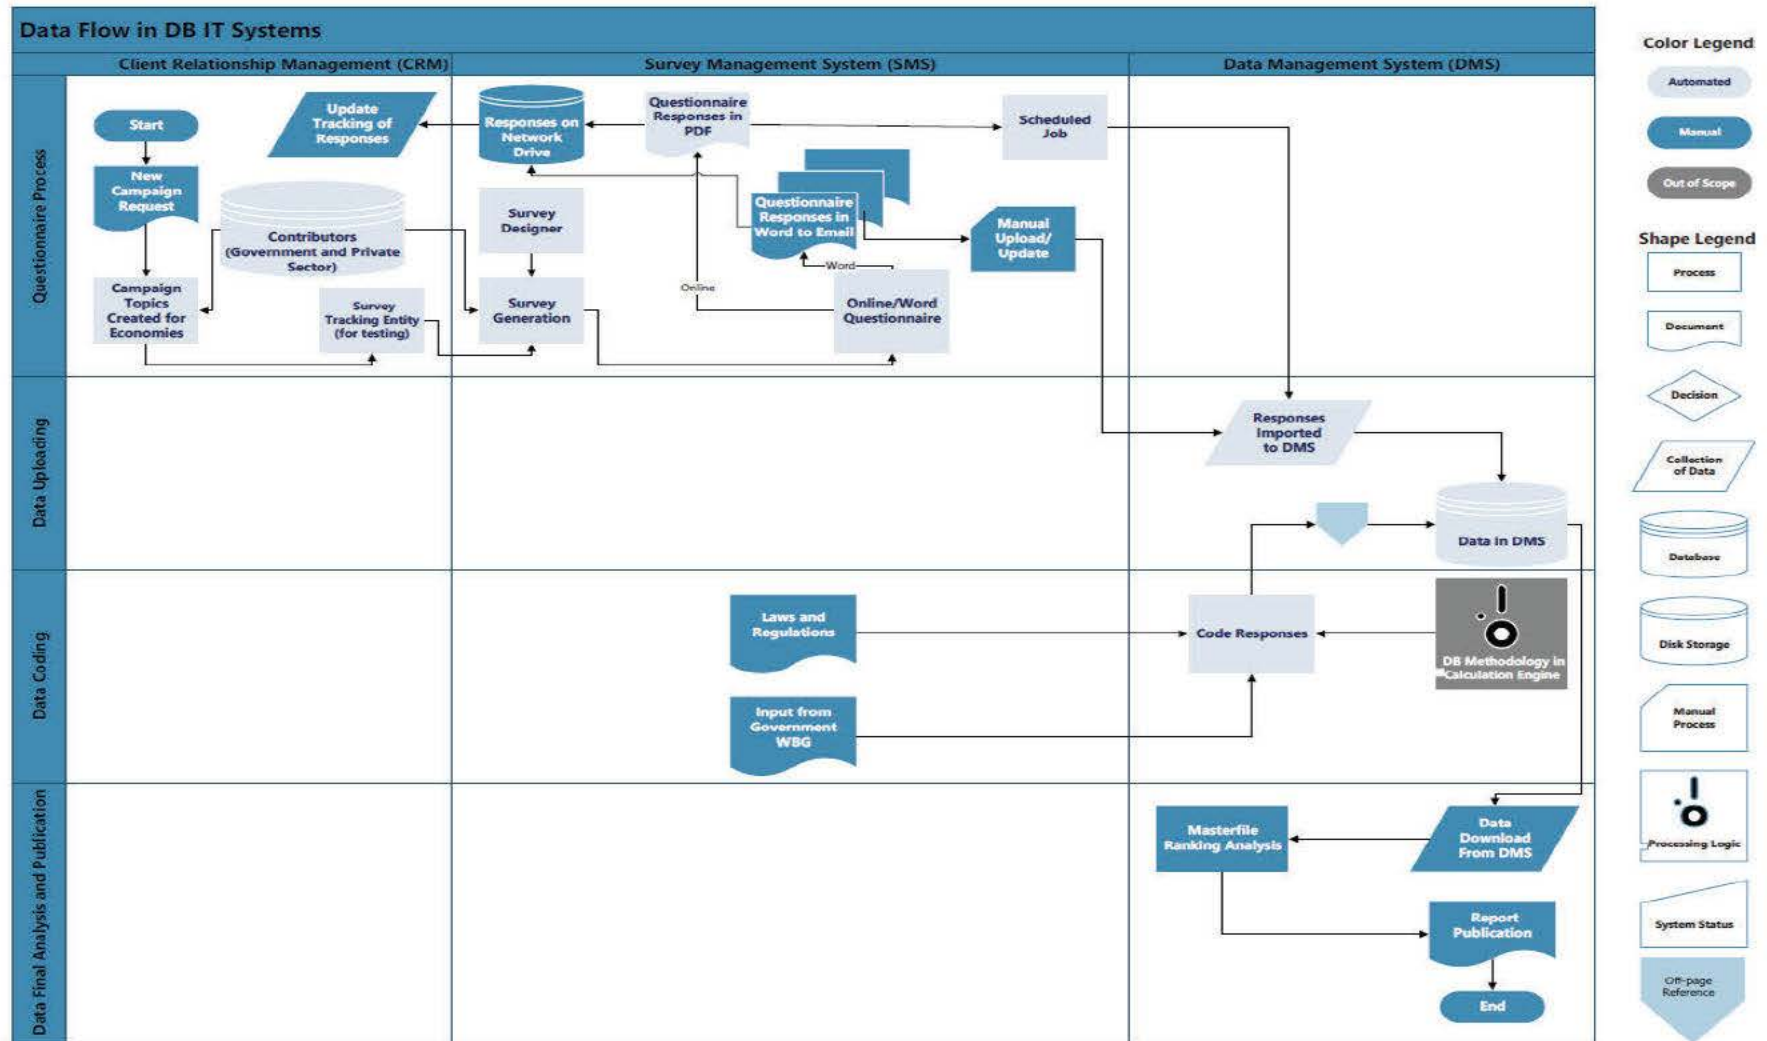 Data Flow in DB IT Systems
Client Relationship Management (CRM)
Survey Management System (SMS)
Data Management System (DMS)
Questionnaire Process
Start
New
Campaign
Request
Update
Tracking of
Responses
Contributors
(Government and Private
Sector)
Campaign
Topics
Created for
Economies
Survey
Tracking Entity
(for testing)
Responses on
Network
Drive
Questionnaire
Responses in
PDF
Scheduled
Job
Survey
Designer
Questionnaire
Responses in
Word to Email
Manual
Upload/
Update
Word
Online
Survey
Generation
Online/Word
Questionnaire
Data Uploading
Responses
Imported
to DMS
Data In DMS
Data Coding
Laws and
Regulations
Code Responses
DB Methodology in
Calculation Engine
Input from
Government
WBG
Data Final Analysis and Publication
Masterfile
Ranking Analysis
Data
Download
From DMS
Report
Publication
End
Color Legend
Automated
Manual
Out of Scope
Shape Legend
Process
Document
Decision
Collection
of Data
Database
Disk Storage
Manual
Process
Processing Logic
System Status
Off-page
Reference